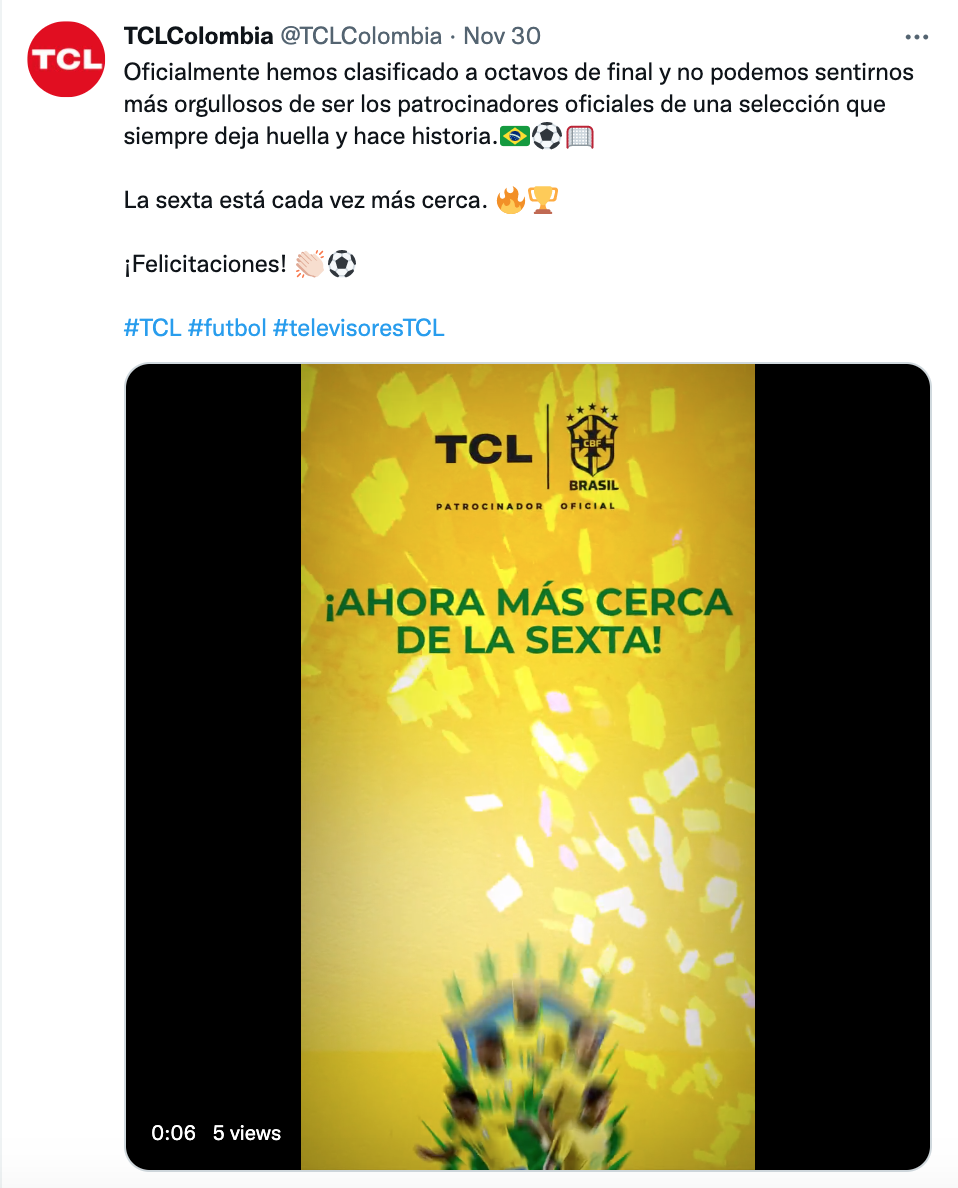 TCL
TCLColombia @TCLColombia · Nov 30
Oficialmente hemos clasificado a octavos de final y no podemos sentirnos
más orgullosos de ser los patrocinadores oficiales de una selección que
siempre deja huella y hace historia.🇧🇷⚽🥅
La sexta está cada vez más cerca. 🔥🏆
¡Felicitaciones! 👏🏻⚽
#TCL #futbol #televisoresTCL
TCL
CBF
BRASIL
PATROCINADOR OFICIAL
¡AHORA MÁS CERCA
DE LA SEXTA!
0:06 5 views